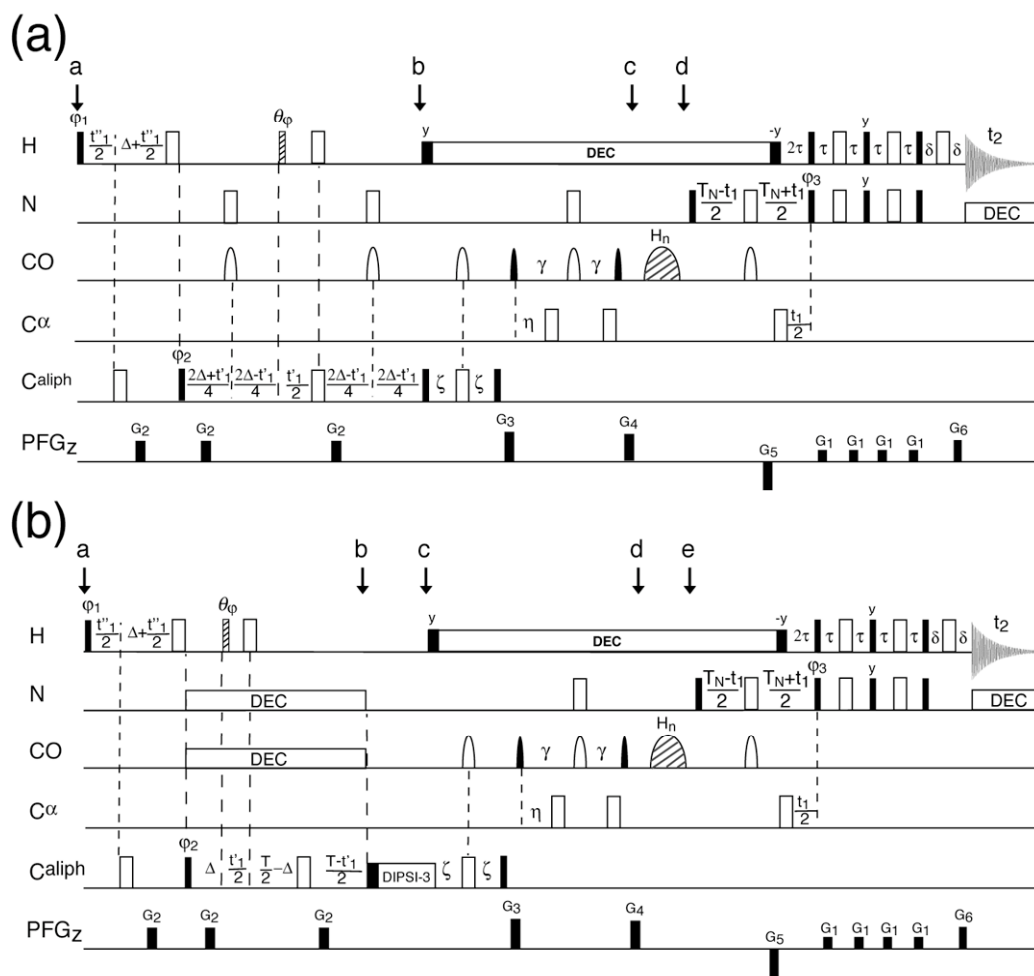 (a)
a b c d
φ1 y y -y y t2
H t"1/2 Δ+t"1/2 θφ DEC 2τ τ τ τ τ δ δ
N TN-t1/2 TN+t1/2 φ3 y DEC
CO γ γ Hn
Cα η t1/2
Caliph φ2 2Δ+t'1/4 2Δ-t'1/4 t'1/2 2Δ-t'1/4 2Δ-t'1/4 ζ ζ
PFGz G2 G2 G2 G3 G4 G5 G1 G1 G1 G1 G6
(b)
a b c d e
φ1 y -y y t2
H t"1/2 Δ+t"1/2 θφ DEC 2τ τ τ τ τ δ δ
N DEC TN-t1/2 TN+t1/2 φ3 y DEC
CO DEC γ γ Hn
Cα η t1/2
Caliph φ2 Δ t'1/2 T/2-Δ T-t'1/2 DIPSI-3 ζ ζ
PFGz G2 G2 G2 G3 G4 G5 G1 G1 G1 G1 G6